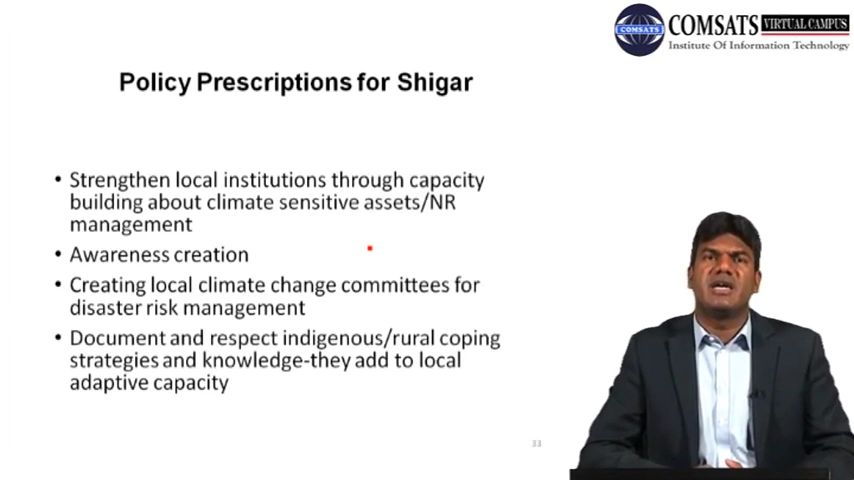 COMSATS VIRTUAL CAMPUS
COMSATS
Institute Of Information Technology
Policy Prescriptions for Shigar
• Strengthen local institutions through capacity
building about climate sensitive assets/NR
management
• Awareness creation
• Creating local climate change committees for
disaster risk management
• Document and respect indigenous/rural coping
strategies and knowledge-they add to local
adaptive capacity
33